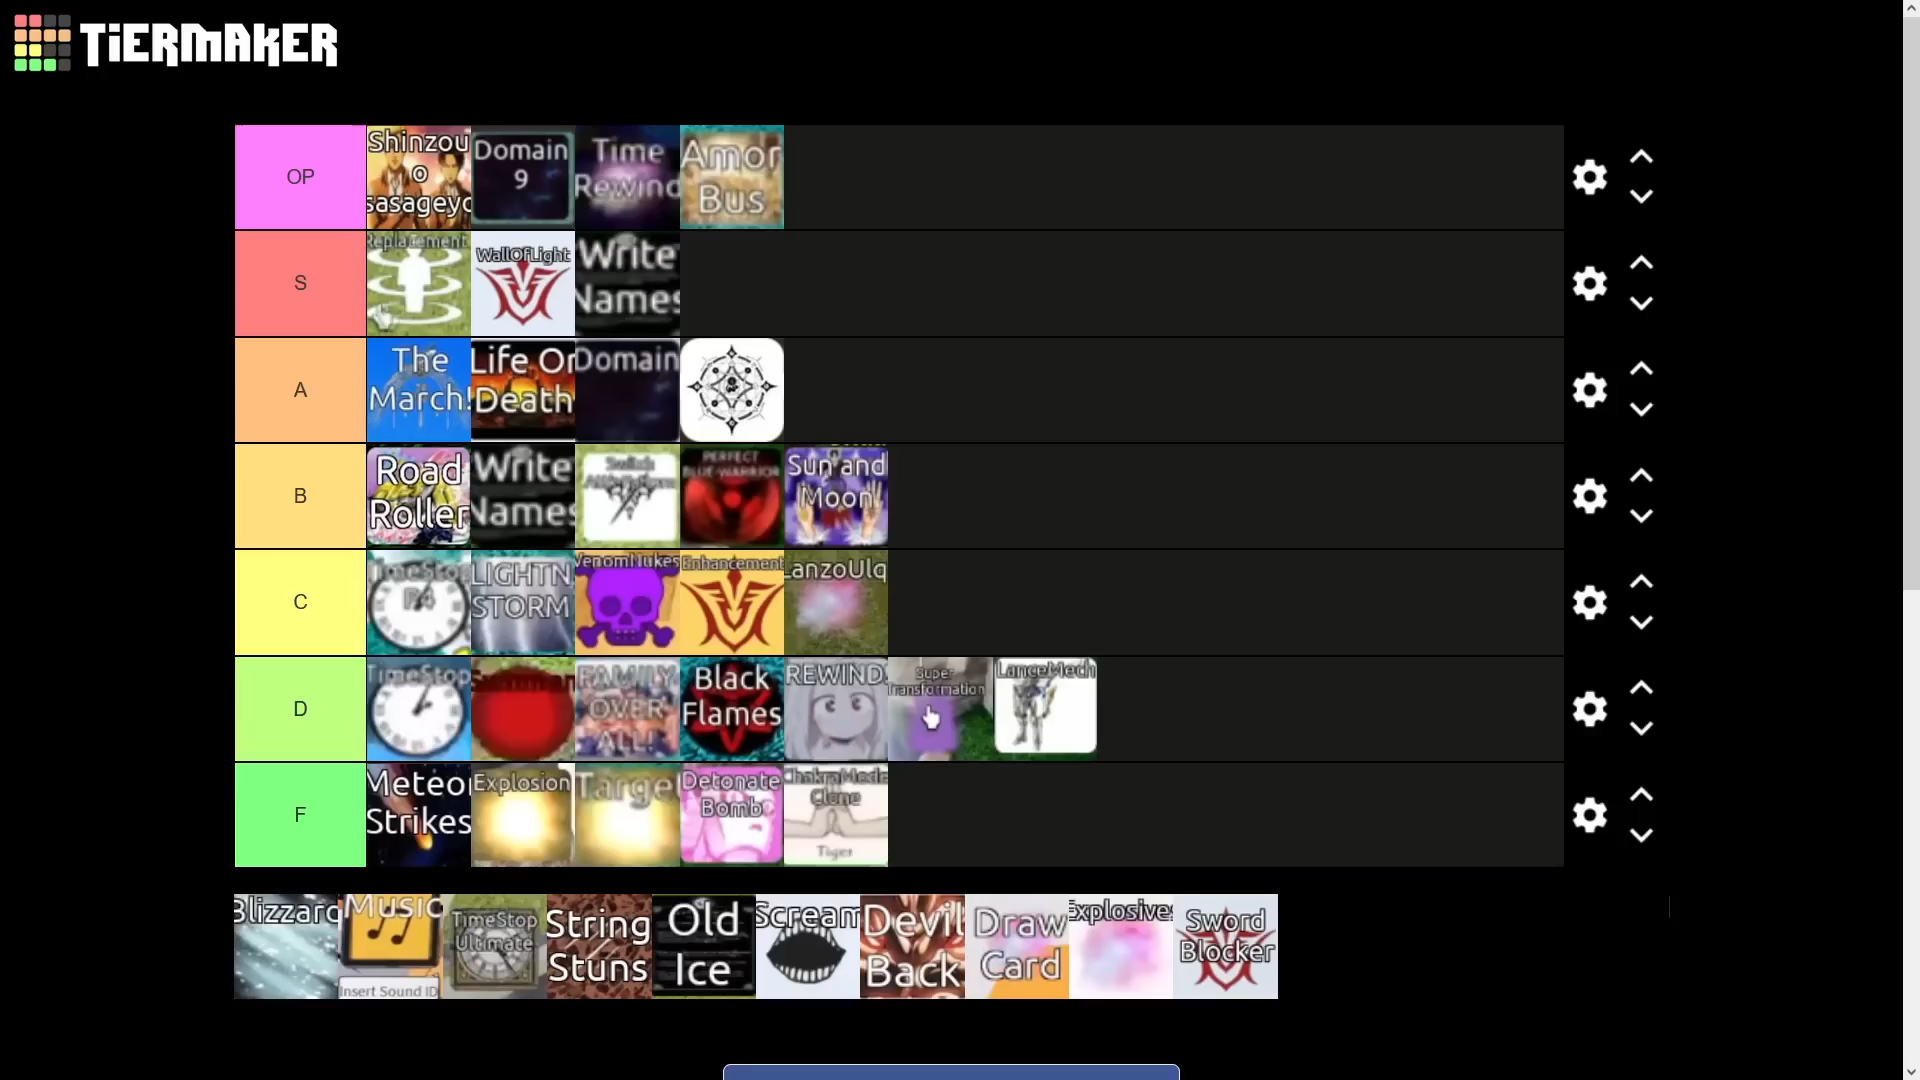 TiERMAKER
OP
Shinzou
o
sasageyo
Domain
9
Time
Rewind
Amor
Bus
S
Replacement
WallOfLight
Write
Names
A
The
March!
Life Or
Death
Domain
B
Road
Roller
Write
Names
Switch
PERFECT
BLUE WARRIOR
Sun and
Moon
C
TimeStop
P4
LIGHTN
STORM
VenomNukes
Enhancement
LanzoUlq
D
TimeStop
FAMILY
OVER
ALL!
Black
Flames
REWIND
Super
Transformation
LanceMech
F
Meteor
Strikes
Explosion
Target
Detonate
Bomb
ChakraMode
Clone
Tiger
Blizzard
Music
Insert Sound ID
TimeStop
Ultimate
String
Stuns
Old
Ice
Scream
Devil
Back
Draw
Card
Explosives
Sword
Blocker